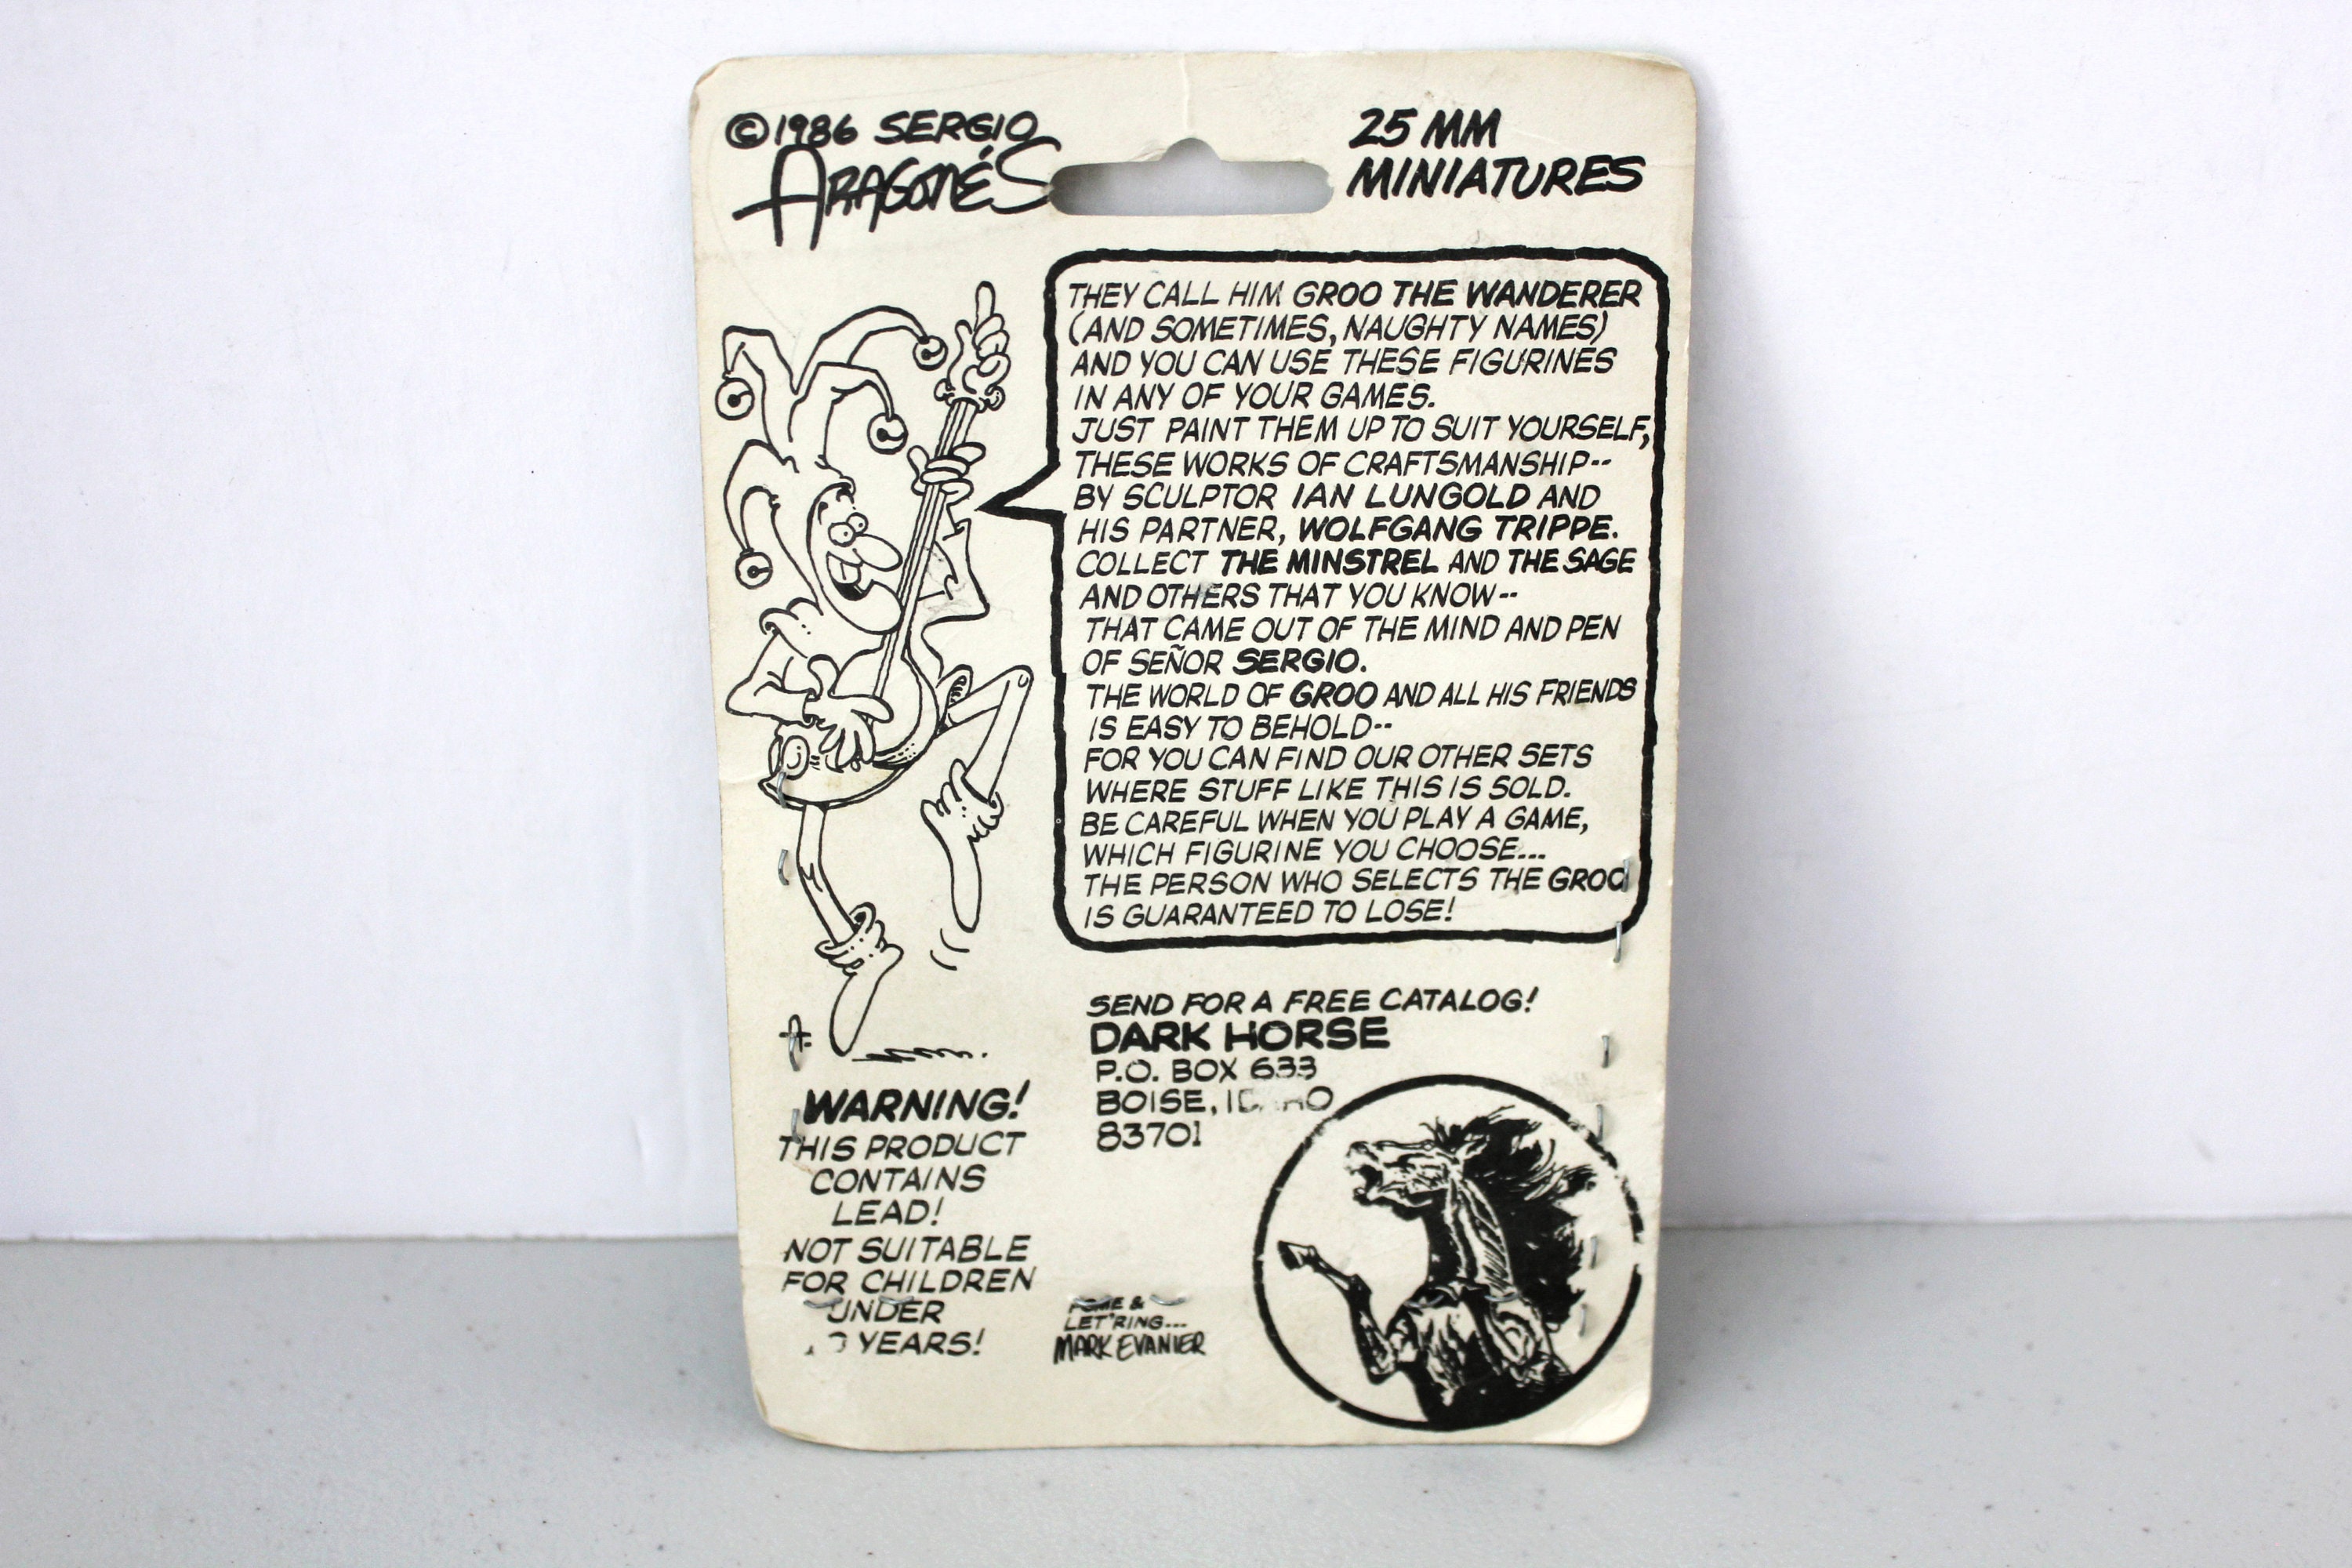 ©1986 SERGIO
ARAGONÉS
25 MM
MINIATURES
THEY CALL HIM GROO THE WANDERER
(AND SOMETIMES, NAUGHTY NAMES)
AND YOU CAN USE THESE FIGURINES
IN ANY OF YOUR GAMES.
JUST PAINT THEM UP TO SUIT YOURSELF,
THESE WORKS OF CRAFTSMANSHIP--
BY SCULPTOR IAN LUNGOLD AND
HIS PARTNER, WOLFGANG TRIPPE.
COLLECT THE MINSTREL AND THE SAGE
AND OTHERS THAT YOU KNOW--
THAT CAME OUT OF THE MIND AND PEN
OF SEÑOR SERGIO.
THE WORLD OF GROO AND ALL HIS FRIENDS
IS EASY TO BEHOLD--
FOR YOU CAN FIND OUR OTHER SETS
WHERE STUFF LIKE THIS IS SOLD.
BE CAREFUL WHEN YOU PLAY A GAME,
WHICH FIGURINE YOU CHOOSE...
THE PERSON WHO SELECTS THE GROO
IS GUARANTEED TO LOSE!
SEND FOR A FREE CATALOG!
DARK HORSE
P.O. BOX 633
BOISE, IDAHO
83701
WARNING!
THIS PRODUCT
CONTAINS
LEAD!
NOT SUITABLE
FOR CHILDREN
UNDER
YEARS!
POME &
LET'RING...
MARK EVANIER